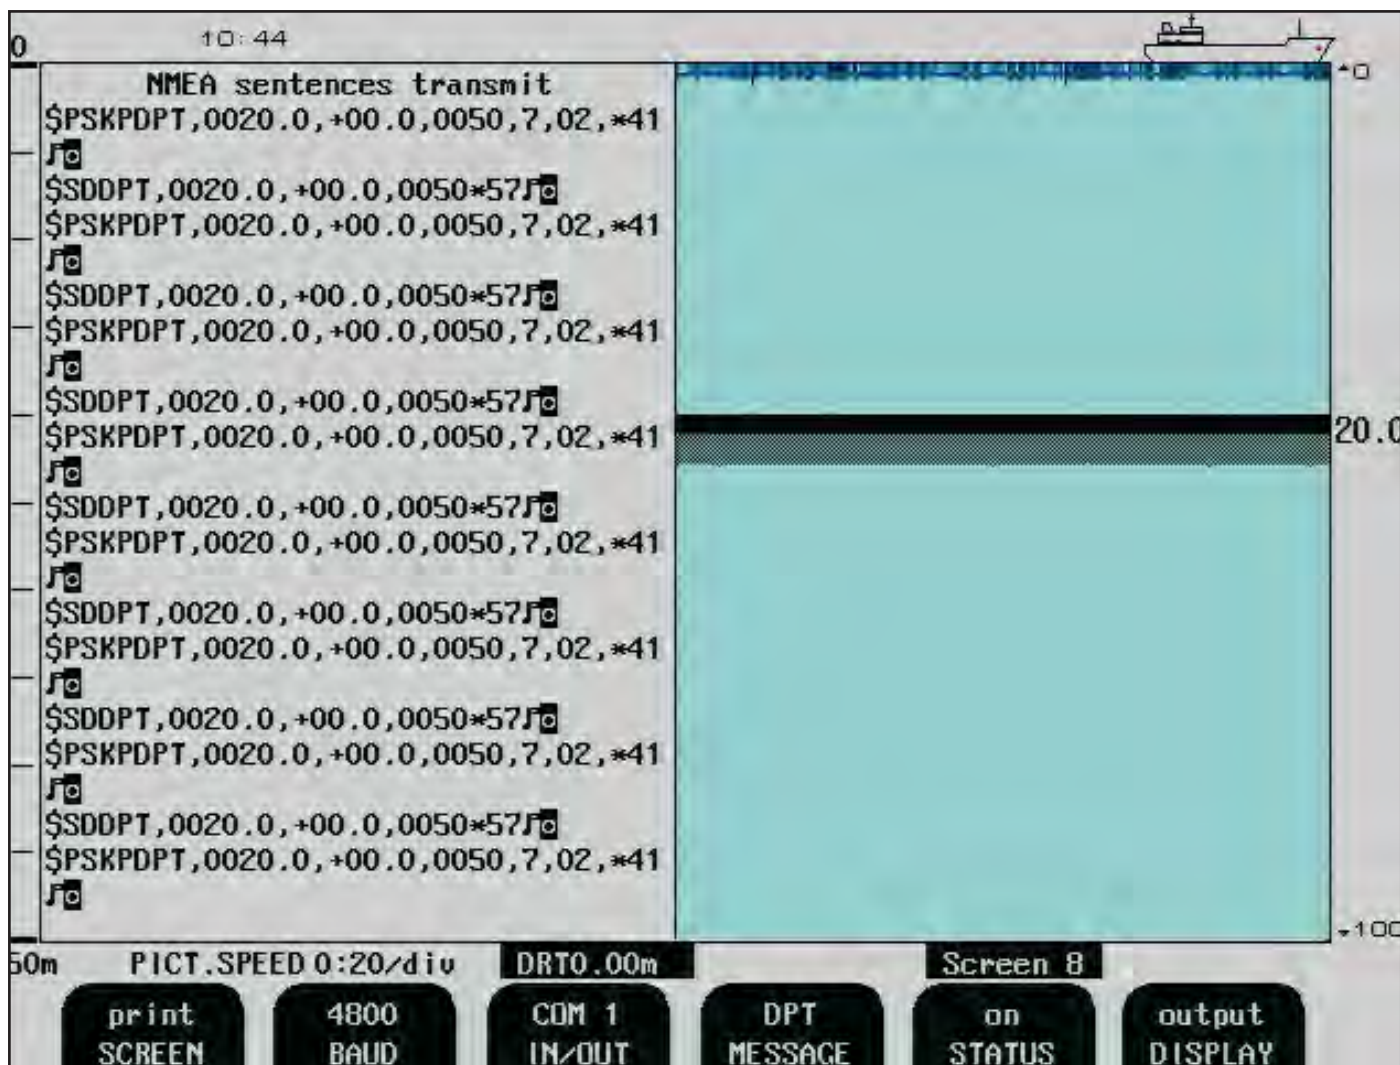 0
10:44
NMEA sentences transmit
$PSKPDPT,0020.0,+00.0,0050,7,02,*41
♪◙
$SDDPT,0020.0,+00.0,0050*57♪◙
$PSKPDPT,0020.0,+00.0,0050,7,02,*41
♪◙
$SDDPT,0020.0,+00.0,0050*57♪◙
$PSKPDPT,0020.0,+00.0,0050,7,02,*41
♪◙
$SDDPT,0020.0,+00.0,0050*57♪◙
$PSKPDPT,0020.0,+00.0,0050,7,02,*41
♪◙
$SDDPT,0020.0,+00.0,0050*57♪◙
$PSKPDPT,0020.0,+00.0,0050,7,02,*41
♪◙
$SDDPT,0020.0,+00.0,0050*57♪◙
$PSKPDPT,0020.0,+00.0,0050,7,02,*41
♪◙
$SDDPT,0020.0,+00.0,0050*57♪◙
$PSKPDPT,0020.0,+00.0,0050,7,02,*41
♪◙
$SDDPT,0020.0,+00.0,0050*57♪◙
$PSKPDPT,0020.0,+00.0,0050,7,02,*41
♪◙
0
20.0
100
50m PICT.SPEED 0:20/div DRT0.00m Screen 8
print SCREEN
4800 BAUD
COM 1 IN/OUT
DPT MESSAGE
on STATUS
output DISPLAY